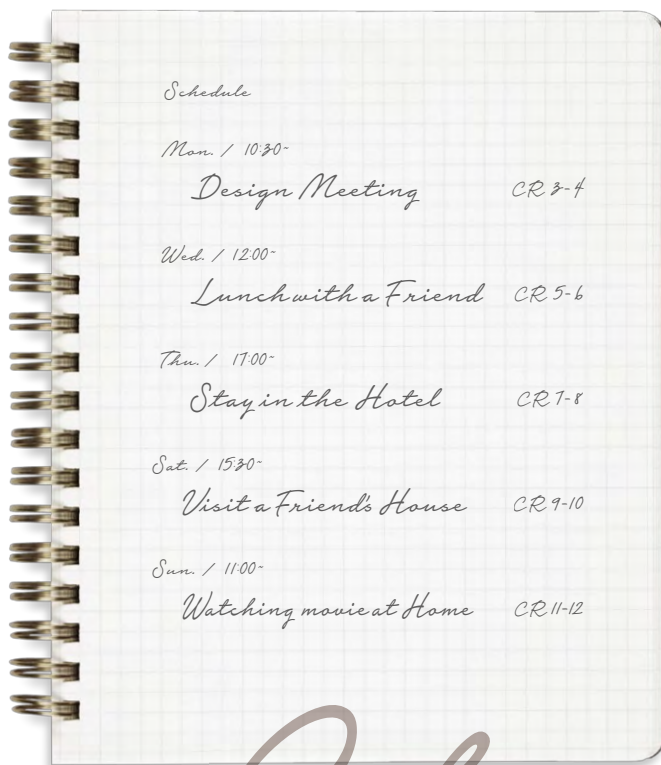 Schedule
Mon. / 10:30~
Design Meeting CR 3-4
Wed. / 12:00~
Lunch with a Friend CR 5-6
Thu. / 17:00~
Stay in the Hotel CR 7-8
Sat. / 15:30~
Visit a Friend's House CR 9-10
Sun. / 11:00~
Watching movie at Home CR 11-12